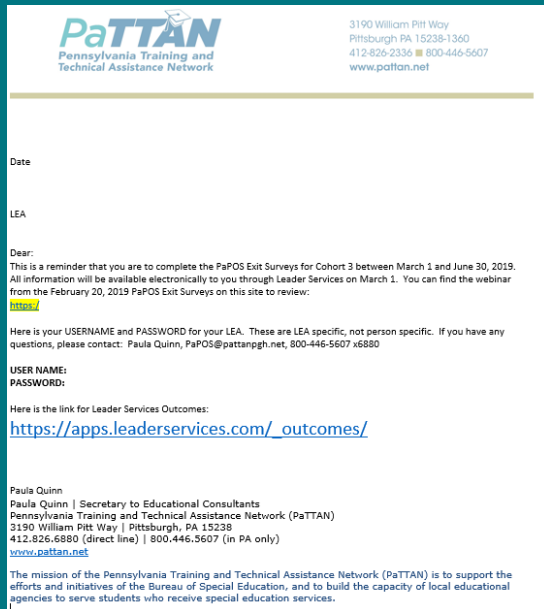 PaTTAN
Pennsylvania Training and
Technical Assistance Network
3190 William Pitt Way
Pittsburgh PA 15238-1360
412-826-2336 ■ 800-446-5607
www.pattan.net
Date
LEA
Dear:
This is a reminder that you are to complete the PaPOS Exit Surveys for Cohort 3 between March 1 and June 30, 2019.
All information will be available electronically to you through Leader Services on March 1.  You can find the webinar
from the February 20, 2019 PaPOS Exit Surveys on this site to review:
https:/
Here is your USERNAME and PASSWORD for your LEA.  These are LEA specific, not person specific.  If you have any
questions, please contact:  Paula Quinn, PaPOS@pattanpgh.net, 800-446-5607 x6880
USER NAME:
PASSWORD:
Here is the link for Leader Services Outcomes:
https://apps.leaderservices.com/_outcomes/
Paula Quinn
Paula Quinn | Secretary to Educational Consultants
Pennsylvania Training and Technical Assistance Network (PaTTAN)
3190 William Pitt Way | Pittsburgh, PA 15238
412.826.6880 (direct line) | 800.446.5607 (in PA only)
www.pattan.net
The mission of the Pennsylvania Training and Technical Assistance Network (PaTTAN) is to support the
efforts and initiatives of the Bureau of Special Education, and to build the capacity of local educational
agencies to serve students who receive special education services.